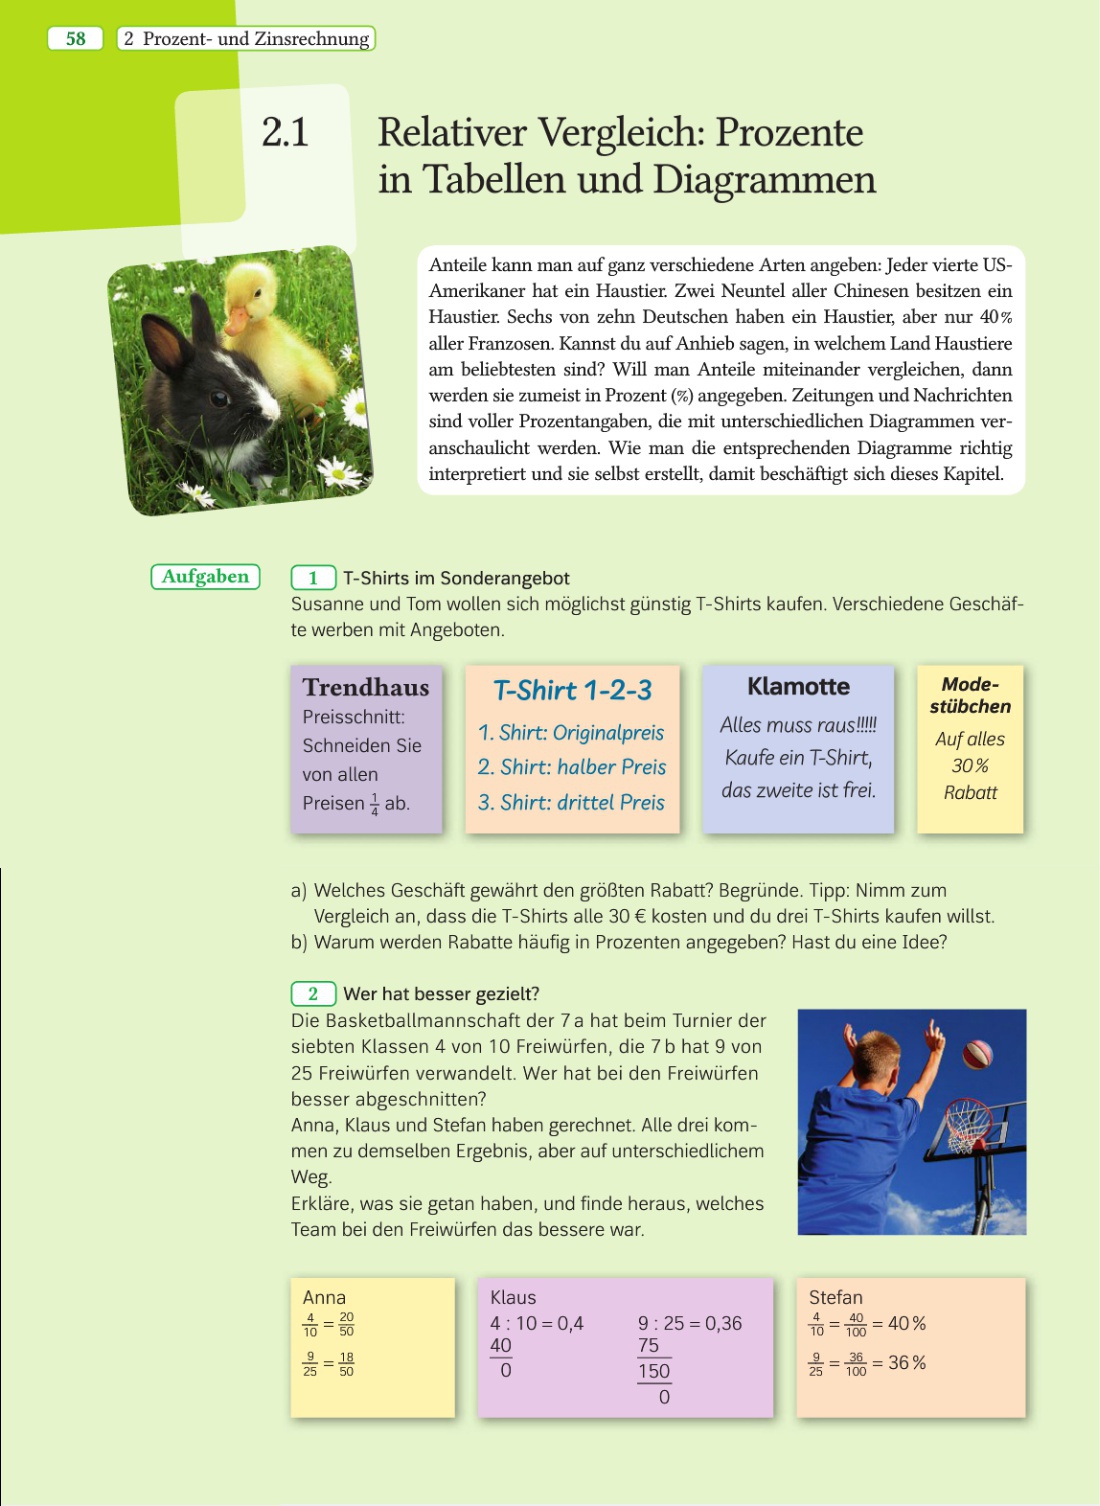 58
2 Prozent- und Zinsrechnung
2.1
Relativer Vergleich: Prozente
in Tabellen und Diagrammen
Anteile kann man auf ganz verschiedene Arten angeben: Jeder vierte US-
Amerikaner hat ein Haustier. Zwei Neuntel aller Chinesen besitzen ein
Haustier. Sechs von zehn Deutschen haben ein Haustier, aber nur 40 %
aller Franzosen. Kannst du auf Anhieb sagen, in welchem Land Haustiere
am beliebtesten sind? Will man Anteile miteinander vergleichen, dann
werden sie zumeist in Prozent (%) angegeben. Zeitungen und Nachrichten
sind voller Prozentangaben, die mit unterschiedlichen Diagrammen ver-
anschaulicht werden. Wie man die entsprechenden Diagramme richtig
interpretiert und sie selbst erstellt, damit beschäftigt sich dieses Kapitel.
Aufgaben
1 T-Shirts im Sonderangebot
Susanne und Tom wollen sich möglichst günstig T-Shirts kaufen. Verschiedene Geschäf-
te werben mit Angeboten.
Trendhaus
Preisschnitt:
Schneiden Sie
von allen
Preisen 1/4 ab.
T-Shirt 1-2-3
1. Shirt: Originalpreis
2. Shirt: halber Preis
3. Shirt: drittel Preis
Klamotte
Alles muss raus!!!!!
Kaufe ein T-Shirt,
das zweite ist frei.
Mode-
stübchen
Auf alles
30 %
Rabatt
a) Welches Geschäft gewährt den größten Rabatt? Begründe. Tipp: Nimm zum
Vergleich an, dass die T-Shirts alle 30 € kosten und du drei T-Shirts kaufen willst.
b) Warum werden Rabatte häufig in Prozenten angegeben? Hast du eine Idee?
2 Wer hat besser gezielt?
Die Basketballmannschaft der 7 a hat beim Turnier der
siebten Klassen 4 von 10 Freiwürfen, die 7 b hat 9 von
25 Freiwürfen verwandelt. Wer hat bei den Freiwürfen
besser abgeschnitten?
Anna, Klaus und Stefan haben gerechnet. Alle drei kom-
men zu demselben Ergebnis, aber auf unterschiedlichem
Weg.
Erkläre, was sie getan haben, und finde heraus, welches
Team bei den Freiwürfen das bessere war.
Anna
4/10 = 20/50
9/25 = 18/50
Klaus
4 : 10 = 0,4
40
0
9 : 25 = 0,36
75
150
0
Stefan
4/10 = 40/100 = 40 %
9/25 = 36/100 = 36 %